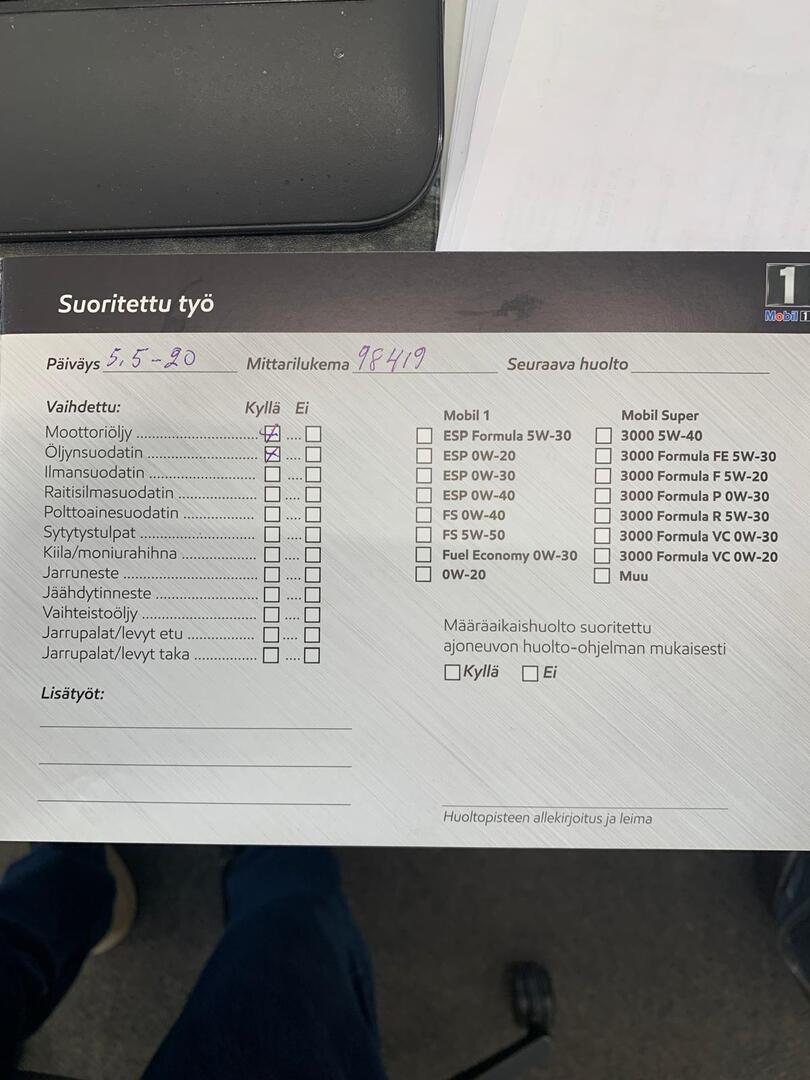 Suoritettu työ
1
Mobil 1
Päiväys 5.5-20 Mittarilukema 98419 Seuraava huolto
Vaihdettu: Kyllä Ei
Moottoriöljy
Öljynsuodatin
Ilmansuodatin
Raitisilmasuodatin
Polttoainesuodatin
Sytytystulpat
Kiila/moniurahihna
Jarruneste
Jäähdytinneste
Vaihteistoöljy
Jarrupalat/levyt etu
Jarrupalat/levyt taka
Lisätyöt:
Mobil 1
ESP Formula 5W-30
ESP 0W-20
ESP 0W-30
ESP 0W-40
FS 0W-40
FS 5W-50
Fuel Economy 0W-30
0W-20
Mobil Super
3000 5W-40
3000 Formula FE 5W-30
3000 Formula F 5W-20
3000 Formula P 0W-30
3000 Formula R 5W-30
3000 Formula VC 0W-30
3000 Formula VC 0W-20
Muu
Määräaikaishuolto suoritettu
ajoneuvon huolto-ohjelman mukaisesti
Kyllä Ei
Huoltopisteen allekirjoitus ja leima